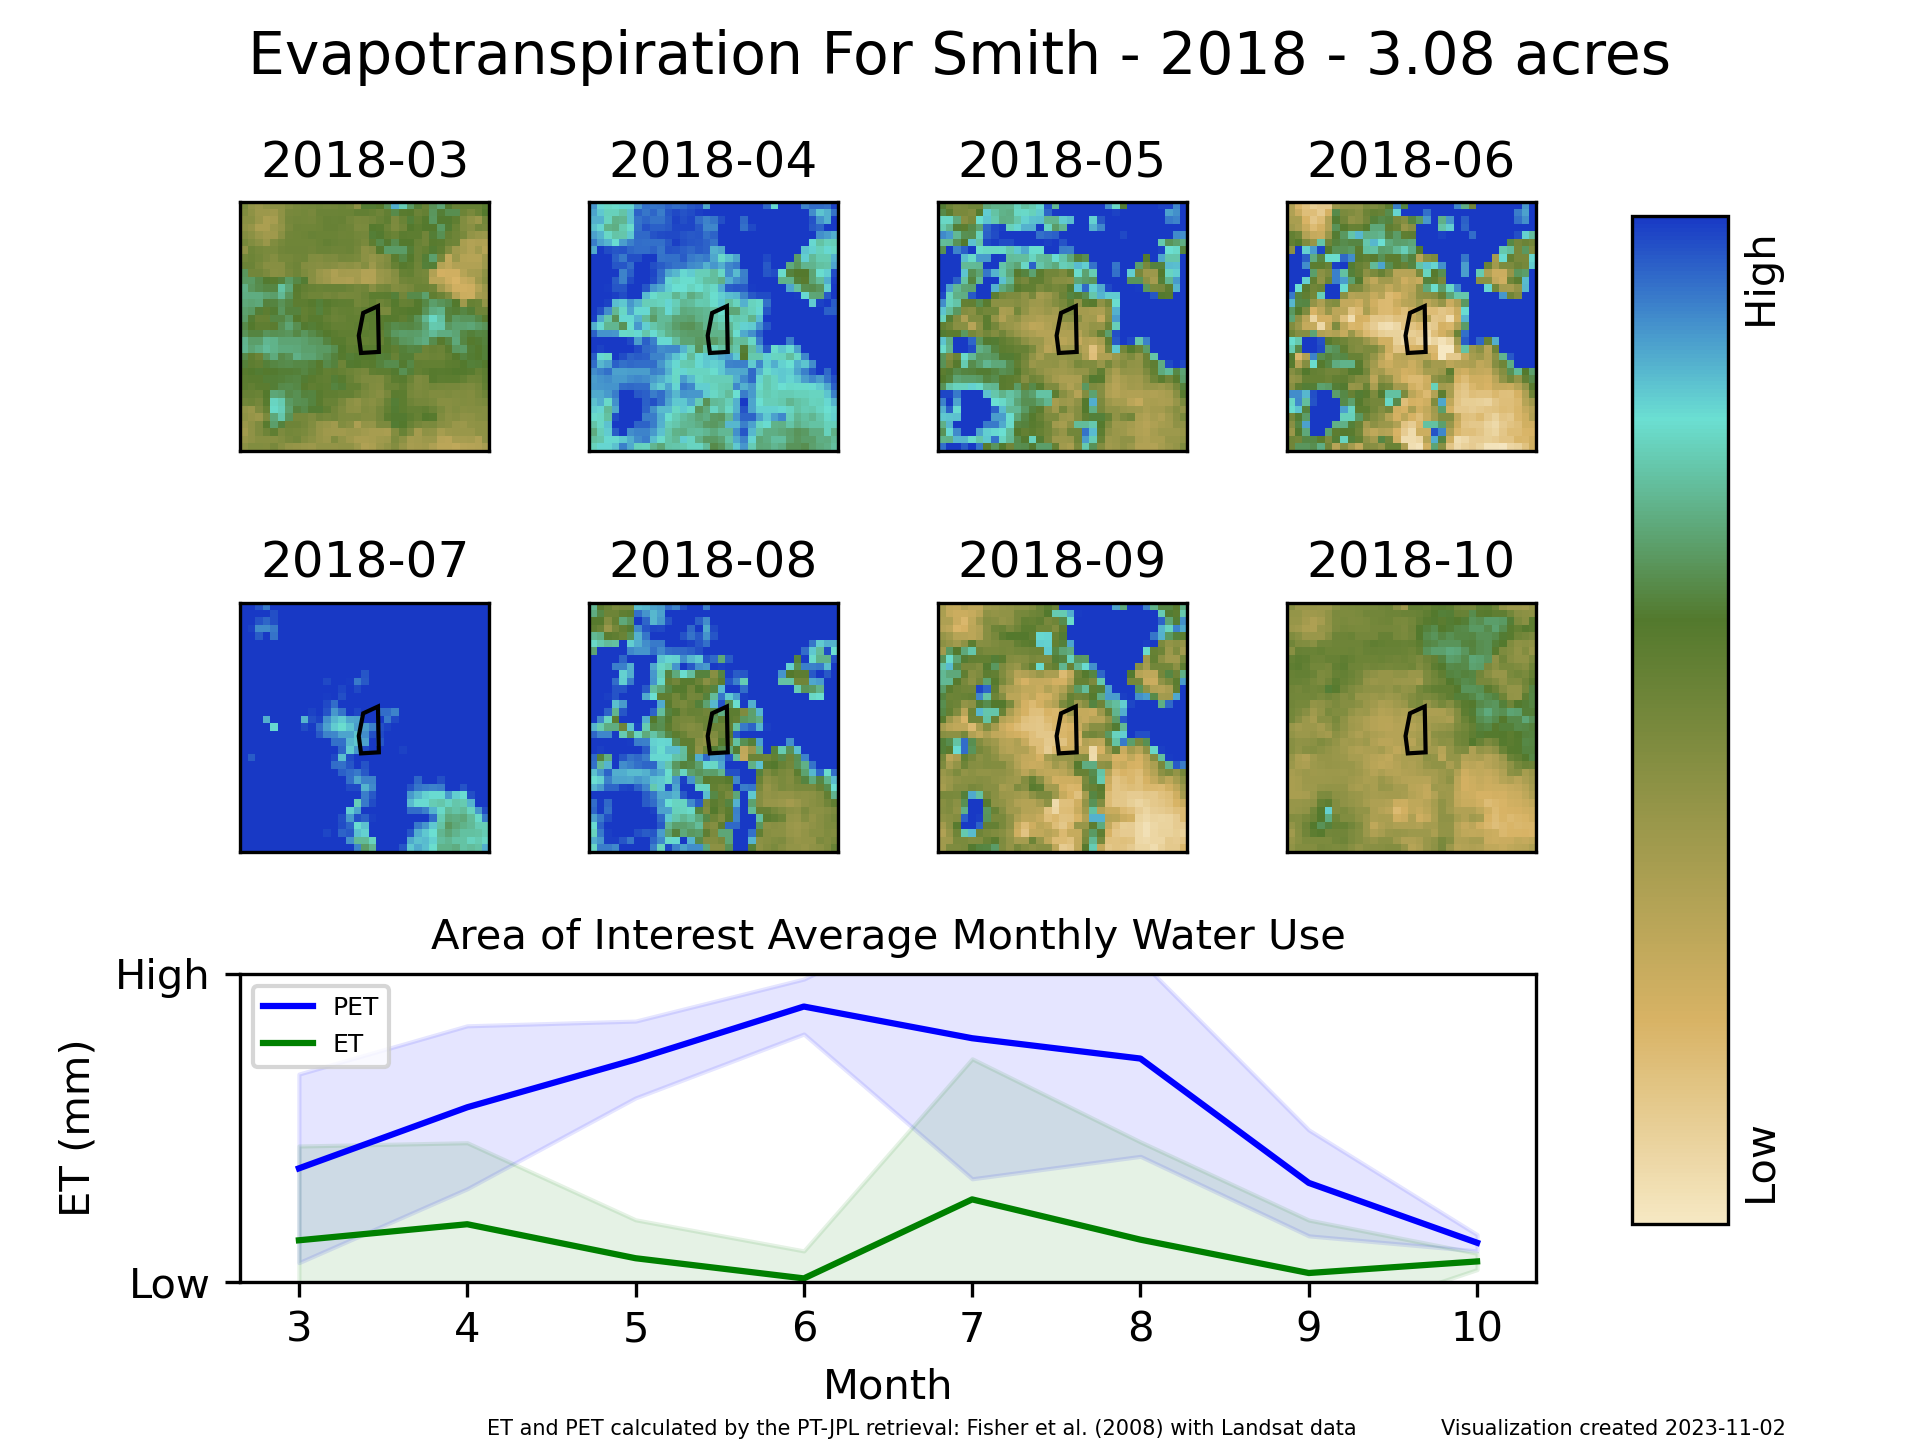 Evapotranspiration For Smith - 2018 - 3.08 acres
2018-03
2018-04
2018-05
2018-06
High
Low
2018-07
2018-08
2018-09
2018-10
Area of Interest Average Monthly Water Use
High
Low
ET (mm)
PET
ET
3 4 5 6 7 8 9 10
Month
ET and PET calculated by the PT-JPL retrieval: Fisher et al. (2008) with Landsat data
Visualization created 2023-11-02